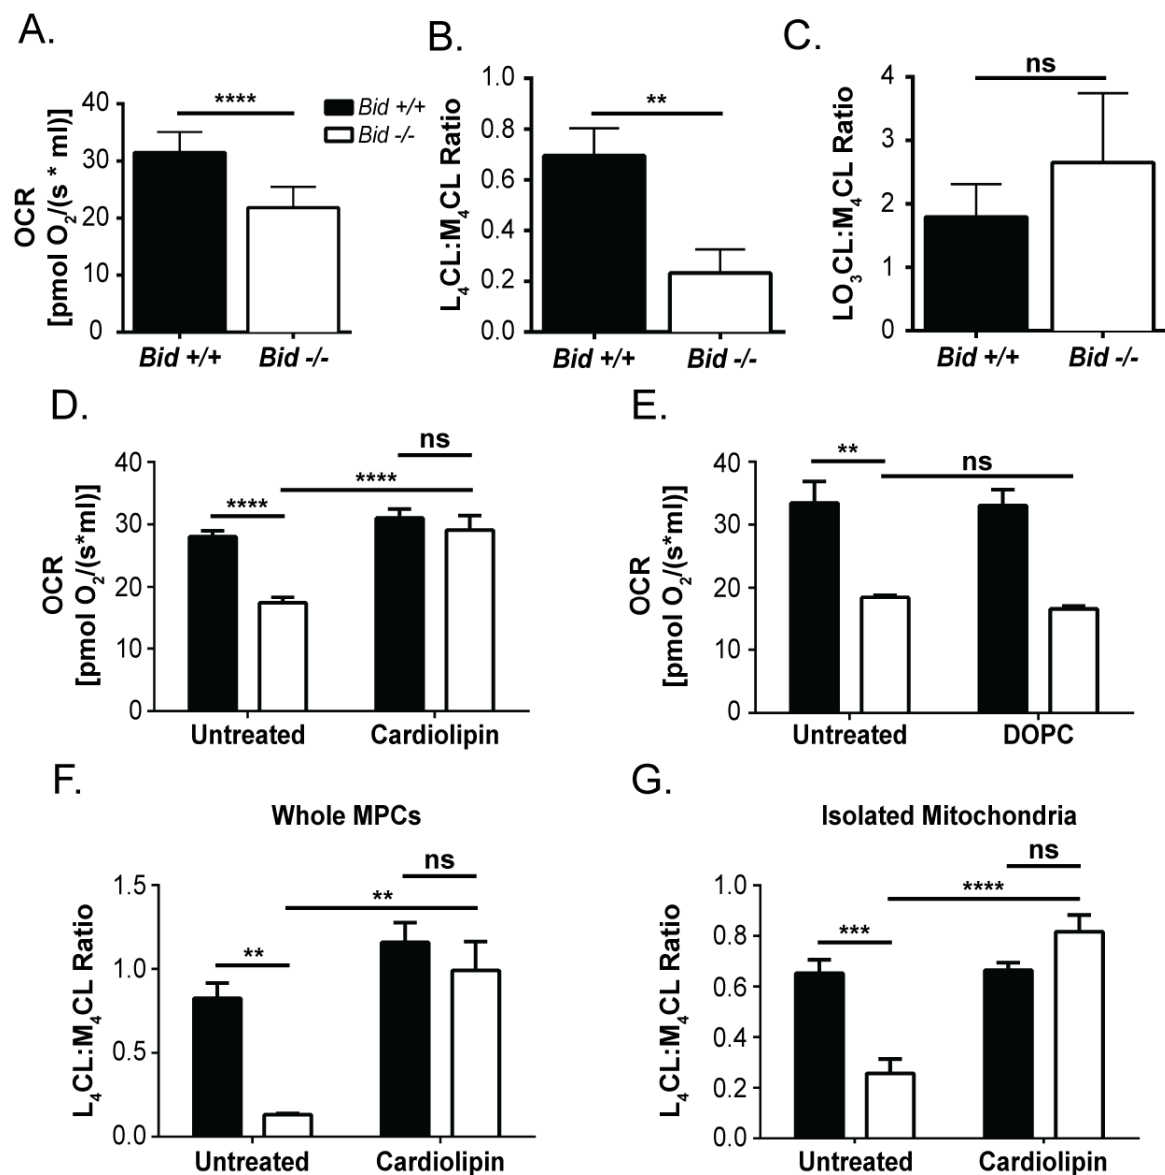 A.
OCR
[pmol O₂/(s * ml)]
40
30
20
10
0
****
Bid +/+
Bid -/-
Bid +/+
Bid -/-
B.
L₄CL:M₄CL Ratio
1.0
0.8
0.6
0.4
0.2
0.0
**
Bid +/+
Bid -/-
C.
LO₃CL:M₄CL Ratio
4
3
2
1
0
ns
Bid +/+
Bid -/-
D.
OCR
[pmol O₂/(s*ml)]
40
30
20
10
0
****
****
ns
Untreated
Cardiolipin
E.
OCR
[pmol O₂/(s*ml)]
40
30
20
10
0
**
ns
Untreated
DOPC
F.
Whole MPCs
L₄CL:M₄CL Ratio
1.5
1.0
0.5
0.0
**
**
ns
Untreated
Cardiolipin
G.
Isolated Mitochondria
L₄CL:M₄CL Ratio
1.0
0.8
0.6
0.4
0.2
0.0
***
****
ns
Untreated
Cardiolipin